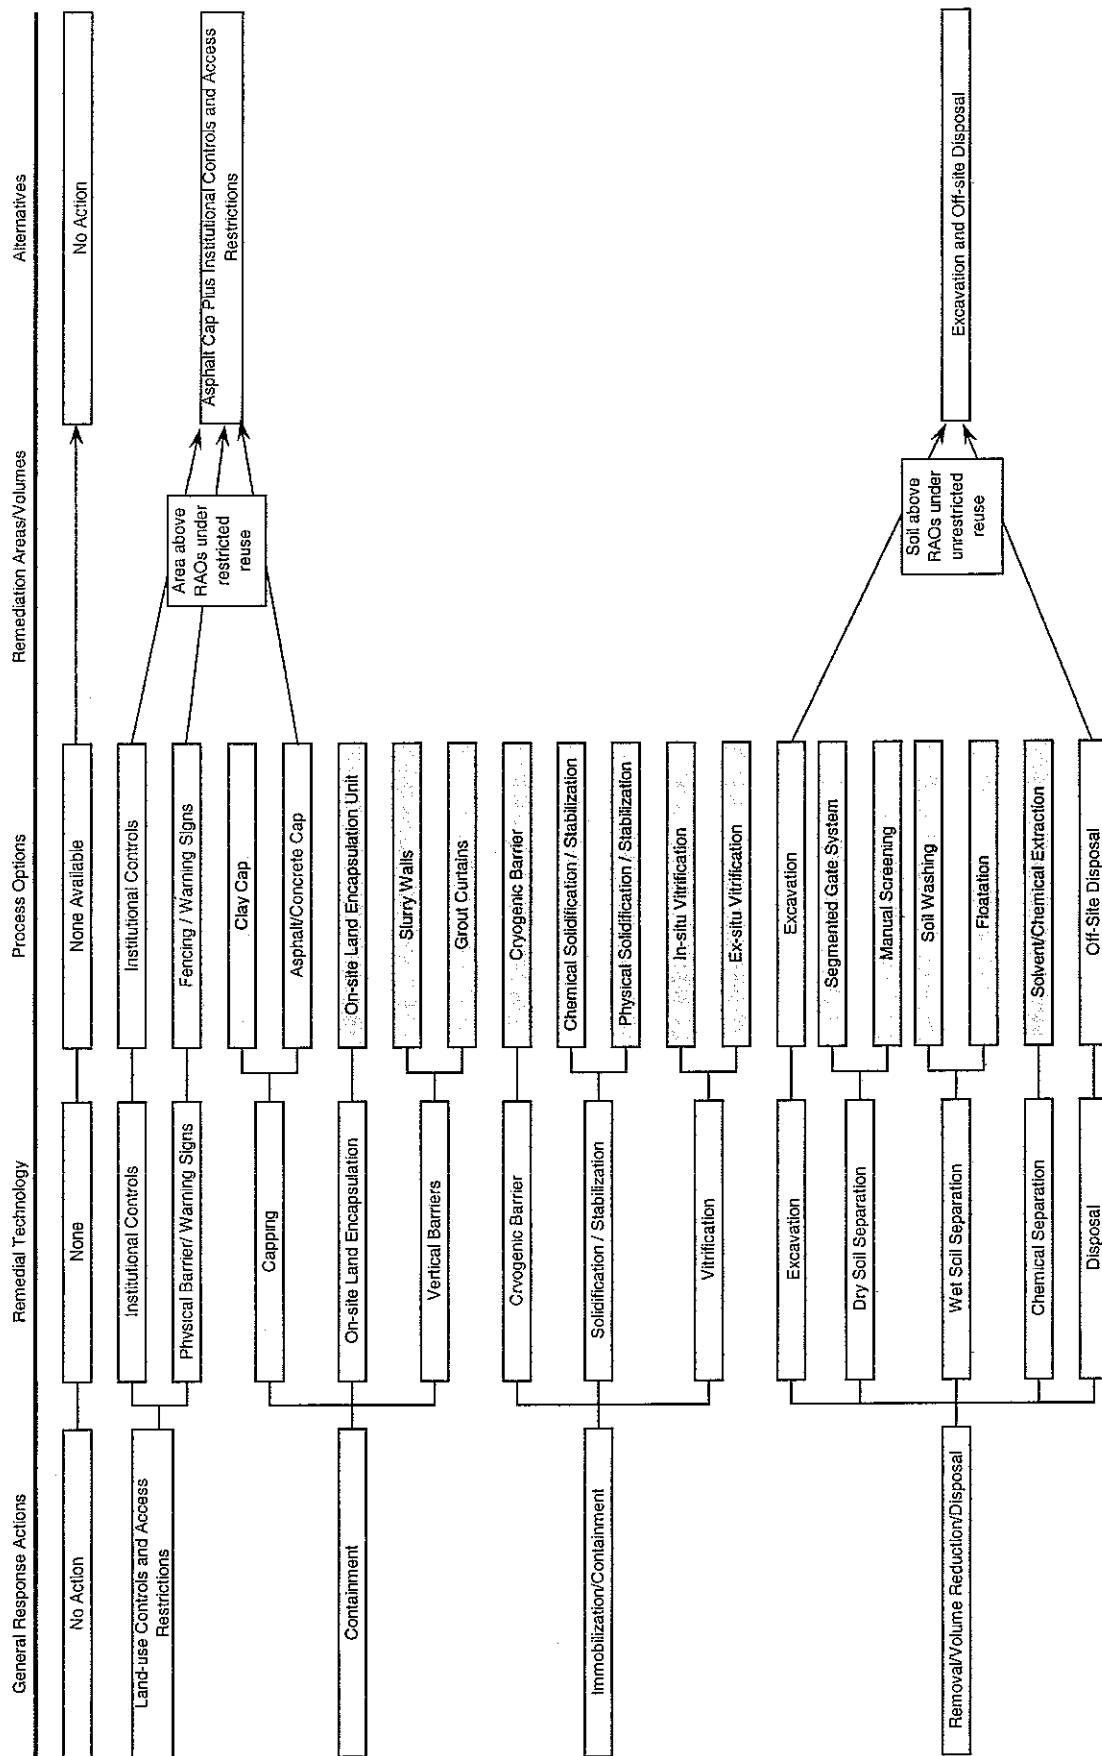 General Response Actions
Remedial Technology
Process Options
Remediation Areas/Volumes
Alternatives
No Action
None
None Available
No Action
Land-use Controls and Access
Restrictions
Institutional Controls
Institutional Controls
Physical Barrier/ Warning Signs
Fencing / Warning Signs
Area above
RAOs under
restricted
reuse
Asphalt Cap Plus Institutional Controls and Access
Restrictions
Containment
Capping
Clay Cap
Asphalt/Concrete Cap
On-site Land Encapsulation
On-site Land Encapsulation Unit
Vertical Barriers
Slurry Walls
Grout Curtains
Immobilization/Containment
Cryogenic Barrier
Cryogenic Barrier
Solidification / Stabilization
Chemical Solidification / Stabilization
Physical Solidification / Stabilization
Vitrification
In-situ Vitrification
Ex-situ Vitrification
Removal/Volume Reduction/Disposal
Excavation
Excavation
Dry Soil Separation
Segmented Gate System
Manual Screening
Wet Soil Separation
Soil Washing
Floatation
Chemical Separation
Solvent/Chemical Extraction
Disposal
Off-Site Disposal
Soil above
RAOs under
unrestricted
reuse
Excavation and Off-site Disposal